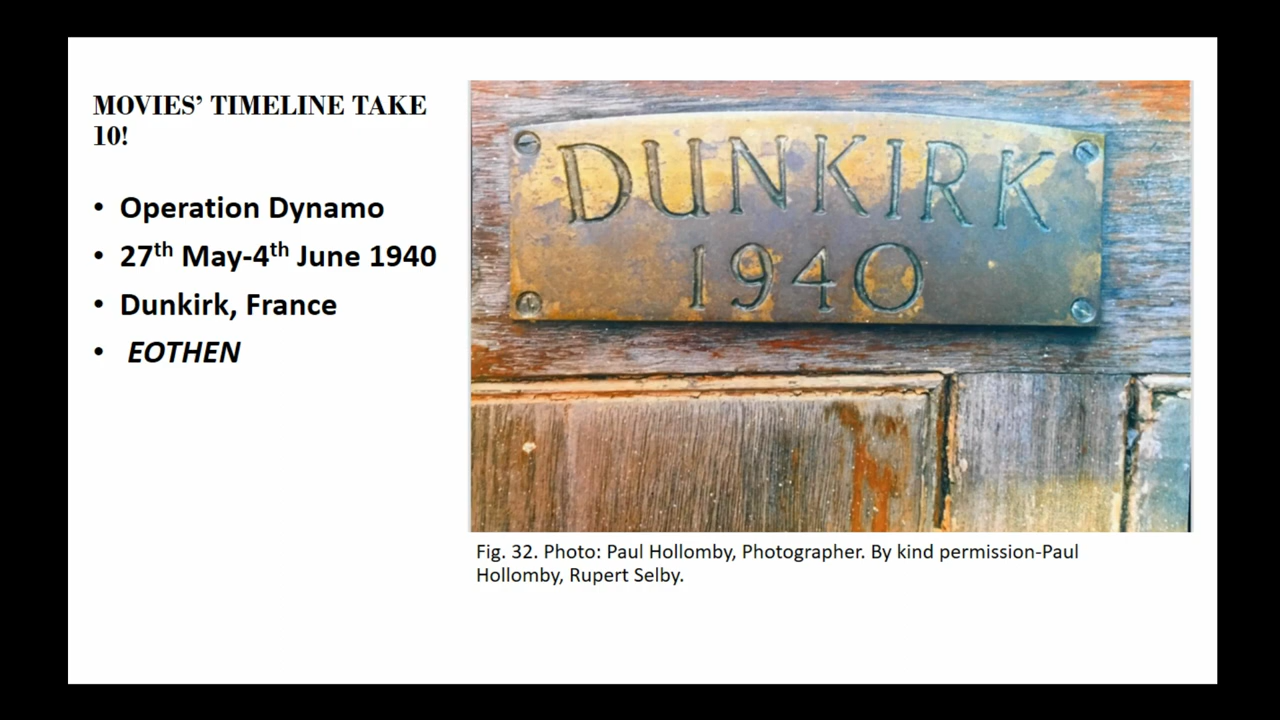 MOVIES' TIMELINE TAKE
10!
• Operation Dynamo
• 27th May-4th June 1940
• Dunkirk, France
• EOTHEN
DUNKIRK
1940
Fig. 32. Photo: Paul Hollomby, Photographer. By kind permission-Paul
Hollomby, Rupert Selby.